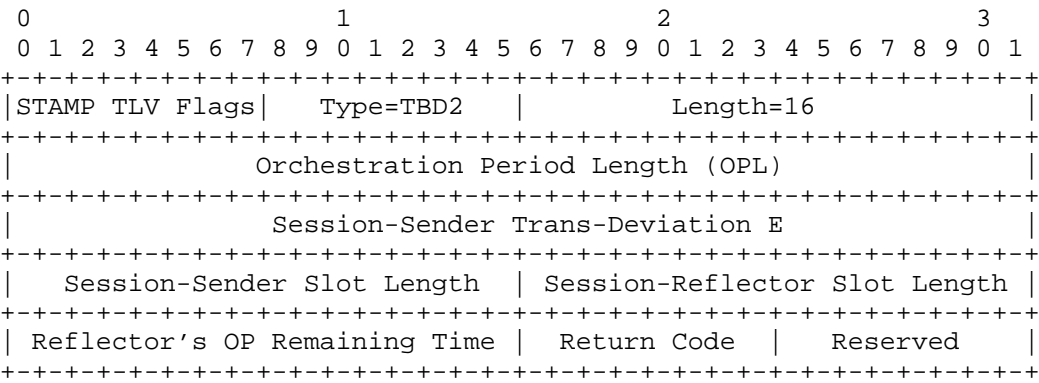 0                   1                   2                   3
 0 1 2 3 4 5 6 7 8 9 0 1 2 3 4 5 6 7 8 9 0 1 2 3 4 5 6 7 8 9 0 1
+-+-+-+-+-+-+-+-+-+-+-+-+-+-+-+-+-+-+-+-+-+-+-+-+-+-+-+-+-+-+-+-+
|STAMP TLV Flags|   Type=TBD2   |         Length=16             |
+-+-+-+-+-+-+-+-+-+-+-+-+-+-+-+-+-+-+-+-+-+-+-+-+-+-+-+-+-+-+-+-+
|               Orchestration Period Length (OPL)               |
+-+-+-+-+-+-+-+-+-+-+-+-+-+-+-+-+-+-+-+-+-+-+-+-+-+-+-+-+-+-+-+-+
|                Session-Sender Trans-Deviation E               |
+-+-+-+-+-+-+-+-+-+-+-+-+-+-+-+-+-+-+-+-+-+-+-+-+-+-+-+-+-+-+-+-+
|   Session-Sender Slot Length  | Session-Reflector Slot Length |
+-+-+-+-+-+-+-+-+-+-+-+-+-+-+-+-+-+-+-+-+-+-+-+-+-+-+-+-+-+-+-+-+
| Reflector’s OP Remaining Time |  Return Code  |   Reserved    |
+-+-+-+-+-+-+-+-+-+-+-+-+-+-+-+-+-+-+-+-+-+-+-+-+-+-+-+-+-+-+-+-+